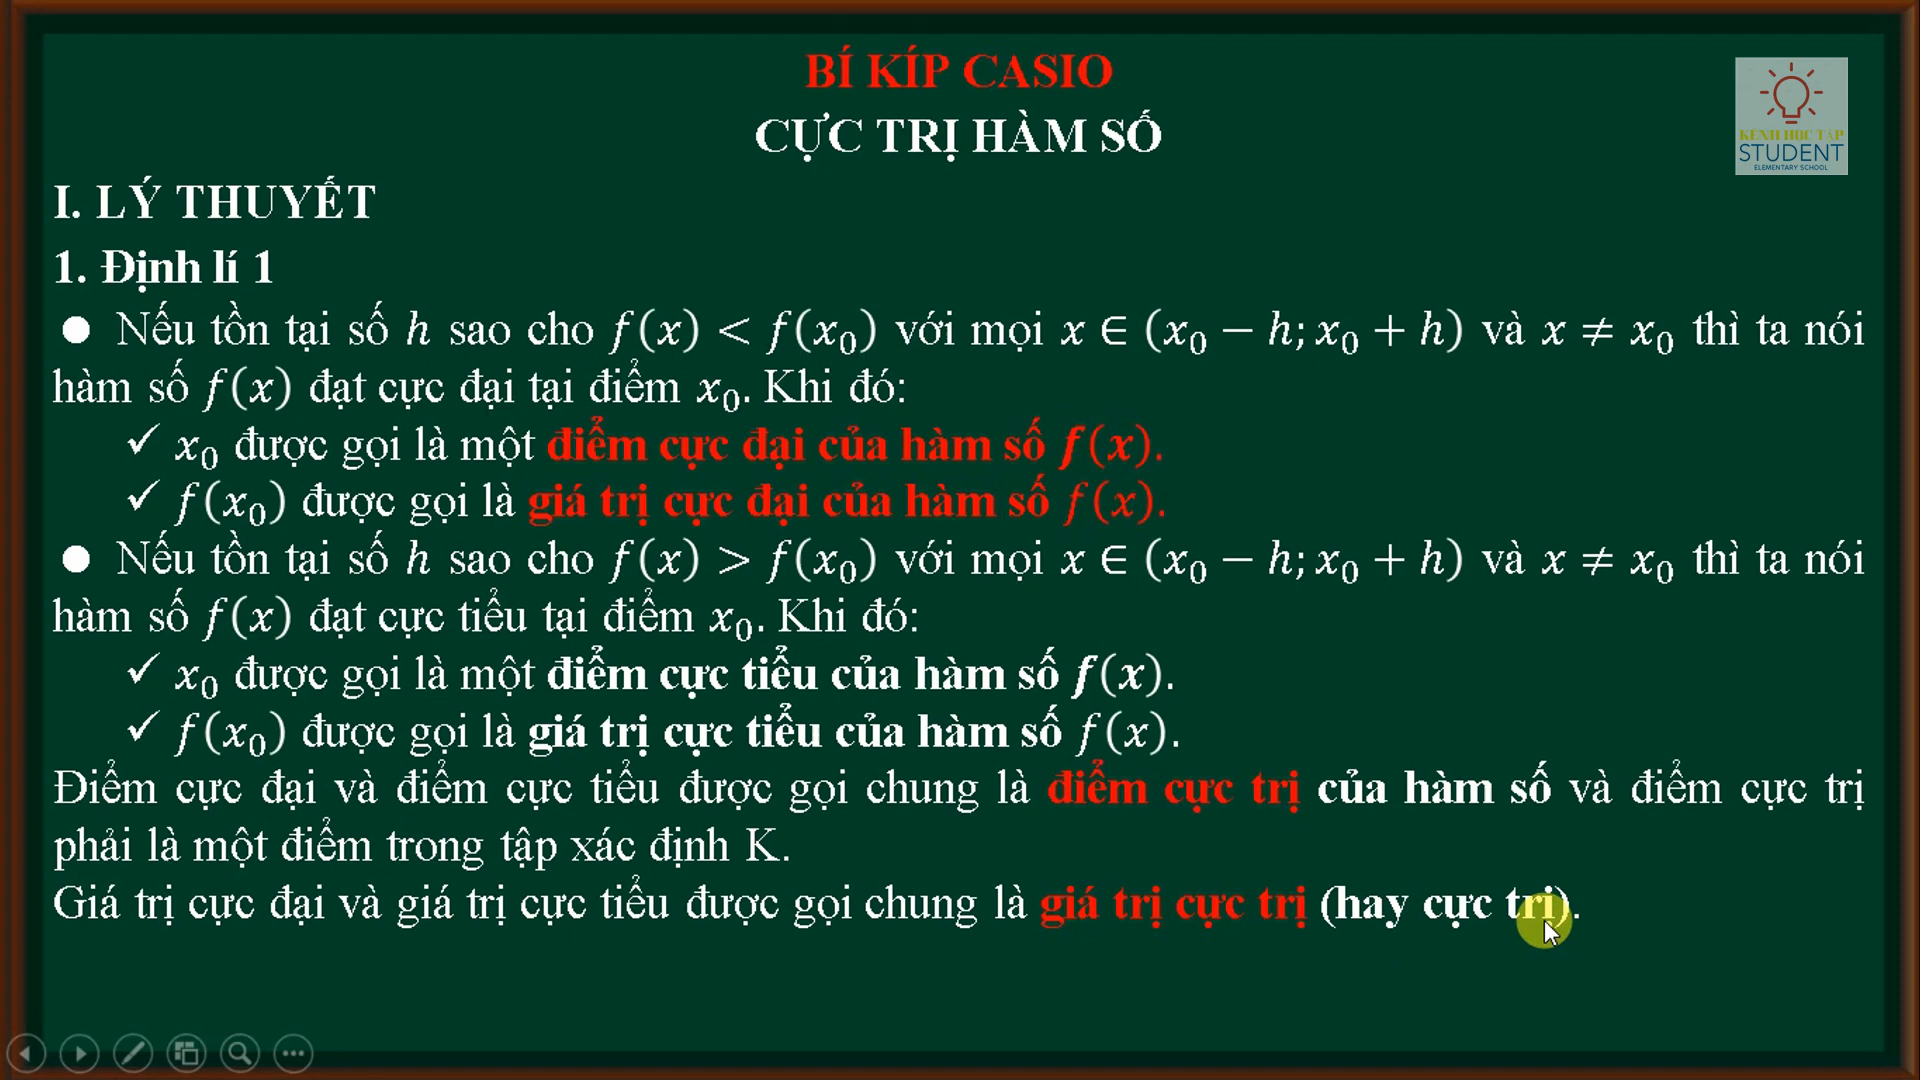 BÍ KÍP CASIO
CỰC TRỊ HÀM SỐ
KÊNH HỌC TẬP
STUDENT
ELEMENTARY SCHOOL
I. LÝ THUYẾT
1. Định lí 1
● Nếu tồn tại số h sao cho f(x) < f(x₀) với mọi x ∈ (x₀ − h; x₀ + h) và x ≠ x₀ thì ta nói
hàm số f(x) đạt cực đại tại điểm x₀. Khi đó:
✓ x₀ được gọi là một điểm cực đại của hàm số f(x).
✓ f(x₀) được gọi là giá trị cực đại của hàm số f(x).
● Nếu tồn tại số h sao cho f(x) > f(x₀) với mọi x ∈ (x₀ − h; x₀ + h) và x ≠ x₀ thì ta nói
hàm số f(x) đạt cực tiểu tại điểm x₀. Khi đó:
✓ x₀ được gọi là một điểm cực tiểu của hàm số f(x).
✓ f(x₀) được gọi là giá trị cực tiểu của hàm số f(x).
Điểm cực đại và điểm cực tiểu được gọi chung là điểm cực trị của hàm số và điểm cực trị
phải là một điểm trong tập xác định K.
Giá trị cực đại và giá trị cực tiểu được gọi chung là giá trị cực trị (hay cực trị).